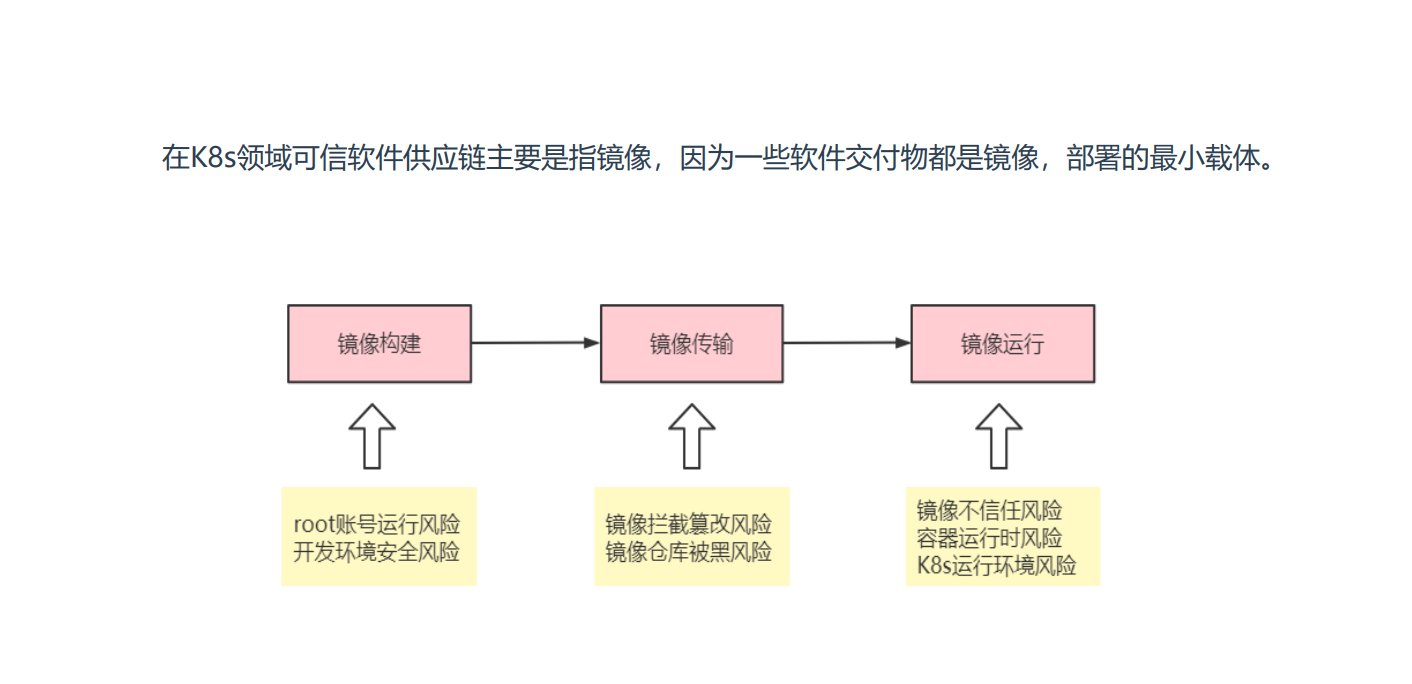 在K8s领域可信软件供应链主要是指镜像，因为一些软件交付物都是镜像，部署的最小载体。
镜像构建
镜像传输
镜像运行
root账号运行风险
开发环境安全风险
镜像拦截篡改风险
镜像仓库被黑风险
镜像不信任风险
容器运行时风险
K8s运行环境风险